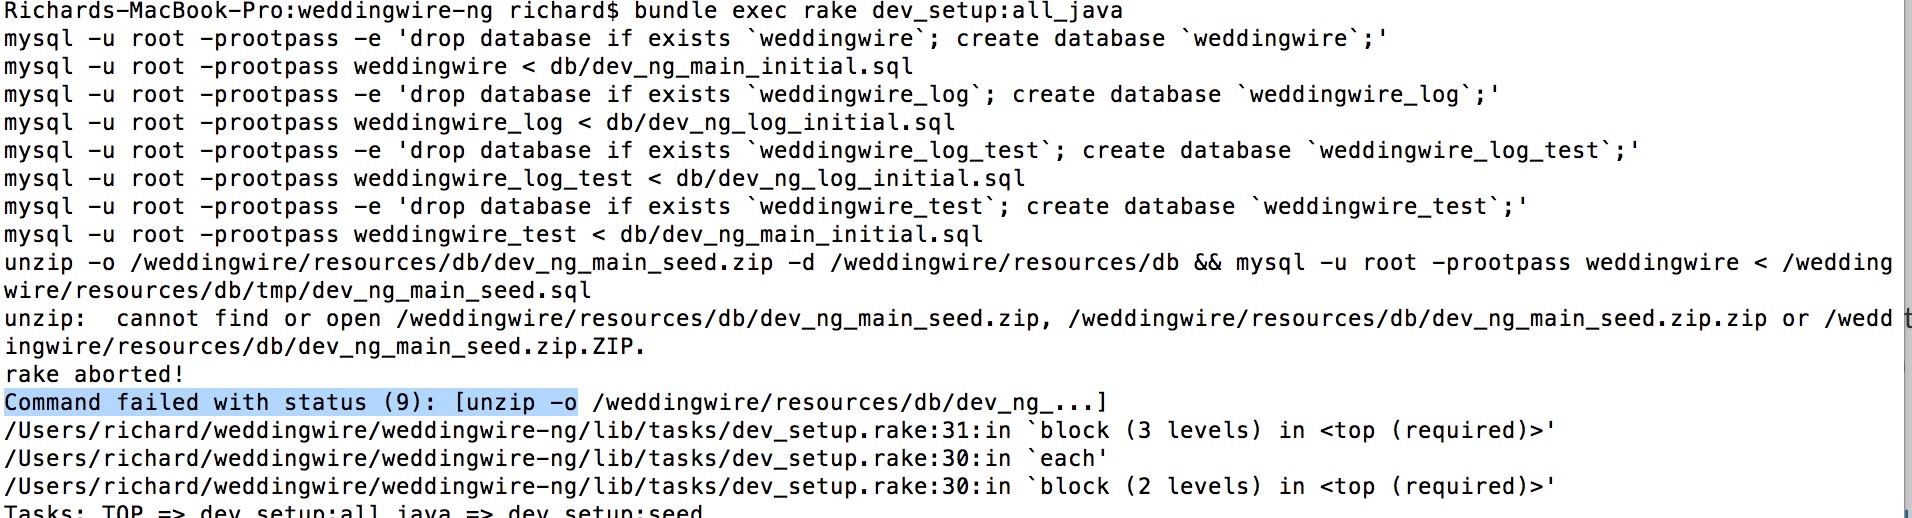 Richards-MacBook-Pro:weddingwire-ng richard$ bundle exec rake dev_setup:all_java
mysql -u root -prootpass -e 'drop database if exists `weddingwire`; create database `weddingwire`;'
mysql -u root -prootpass weddingwire < db/dev_ng_main_initial.sql
mysql -u root -prootpass -e 'drop database if exists `weddingwire_log`; create database `weddingwire_log`;'
mysql -u root -prootpass weddingwire_log < db/dev_ng_log_initial.sql
mysql -u root -prootpass -e 'drop database if exists `weddingwire_log_test`; create database `weddingwire_log_test`;'
mysql -u root -prootpass weddingwire_log_test < db/dev_ng_log_initial.sql
mysql -u root -prootpass -e 'drop database if exists `weddingwire_test`; create database `weddingwire_test`;'
mysql -u root -prootpass weddingwire_test < db/dev_ng_main_initial.sql
unzip -o /weddingwire/resources/db/dev_ng_main_seed.zip -d /weddingwire/resources/db && mysql -u root -prootpass weddingwire < /wedding
wire/resources/db/tmp/dev_ng_main_seed.sql
unzip:  cannot find or open /weddingwire/resources/db/dev_ng_main_seed.zip, /weddingwire/resources/db/dev_ng_main_seed.zip.zip or /wedd
ingwire/resources/db/dev_ng_main_seed.zip.ZIP.
rake aborted!
Command failed with status (9): [unzip -o /weddingwire/resources/db/dev_ng_...]
/Users/richard/weddingwire/weddingwire-ng/lib/tasks/dev_setup.rake:31:in `block (3 levels) in <top (required)>'
/Users/richard/weddingwire/weddingwire-ng/lib/tasks/dev_setup.rake:30:in `each'
/Users/richard/weddingwire/weddingwire-ng/lib/tasks/dev_setup.rake:30:in `block (2 levels) in <top (required)>'
Tasks: TOP => dev_setup:all_java => dev_setup:seed